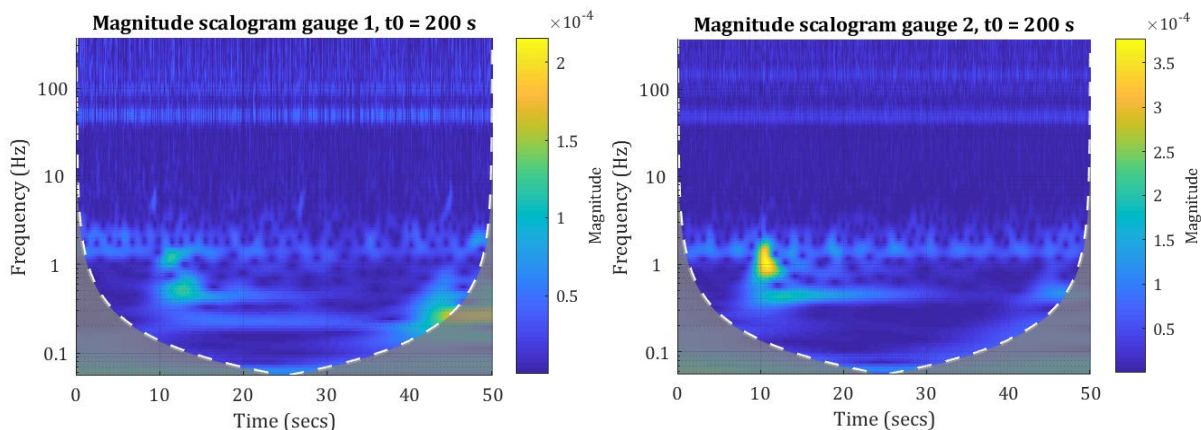 Magnitude scalogram gauge 1, t0 = 200 s
×10⁻⁴
100
10
1
0.1
Frequency (Hz)
0 10 20 30 40 50
Time (secs)
2
1.5
1
0.5
Magnitude
Magnitude scalogram gauge 2, t0 = 200 s
×10⁻⁴
100
10
1
0.1
Frequency (Hz)
0 10 20 30 40 50
Time (secs)
3.5
3
2.5
2
1.5
1
0.5
Magnitude